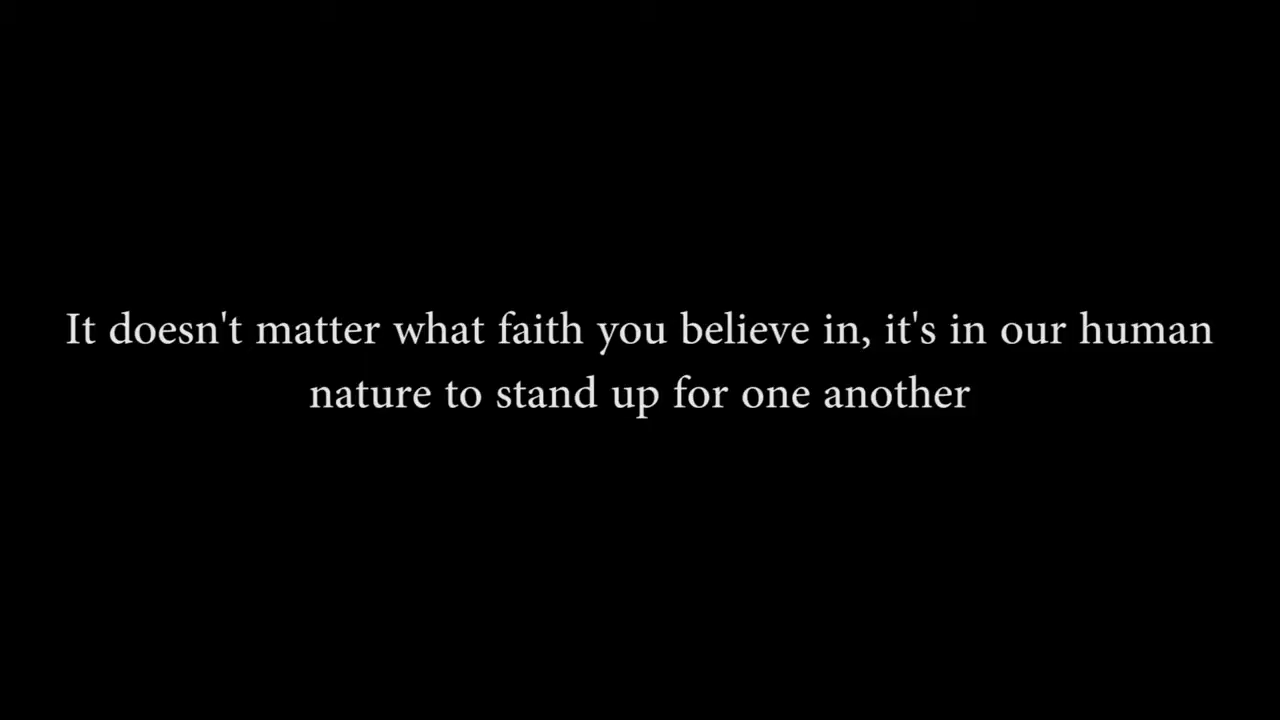 It doesn't matter what faith you believe in, it's in our human
nature to stand up for one another